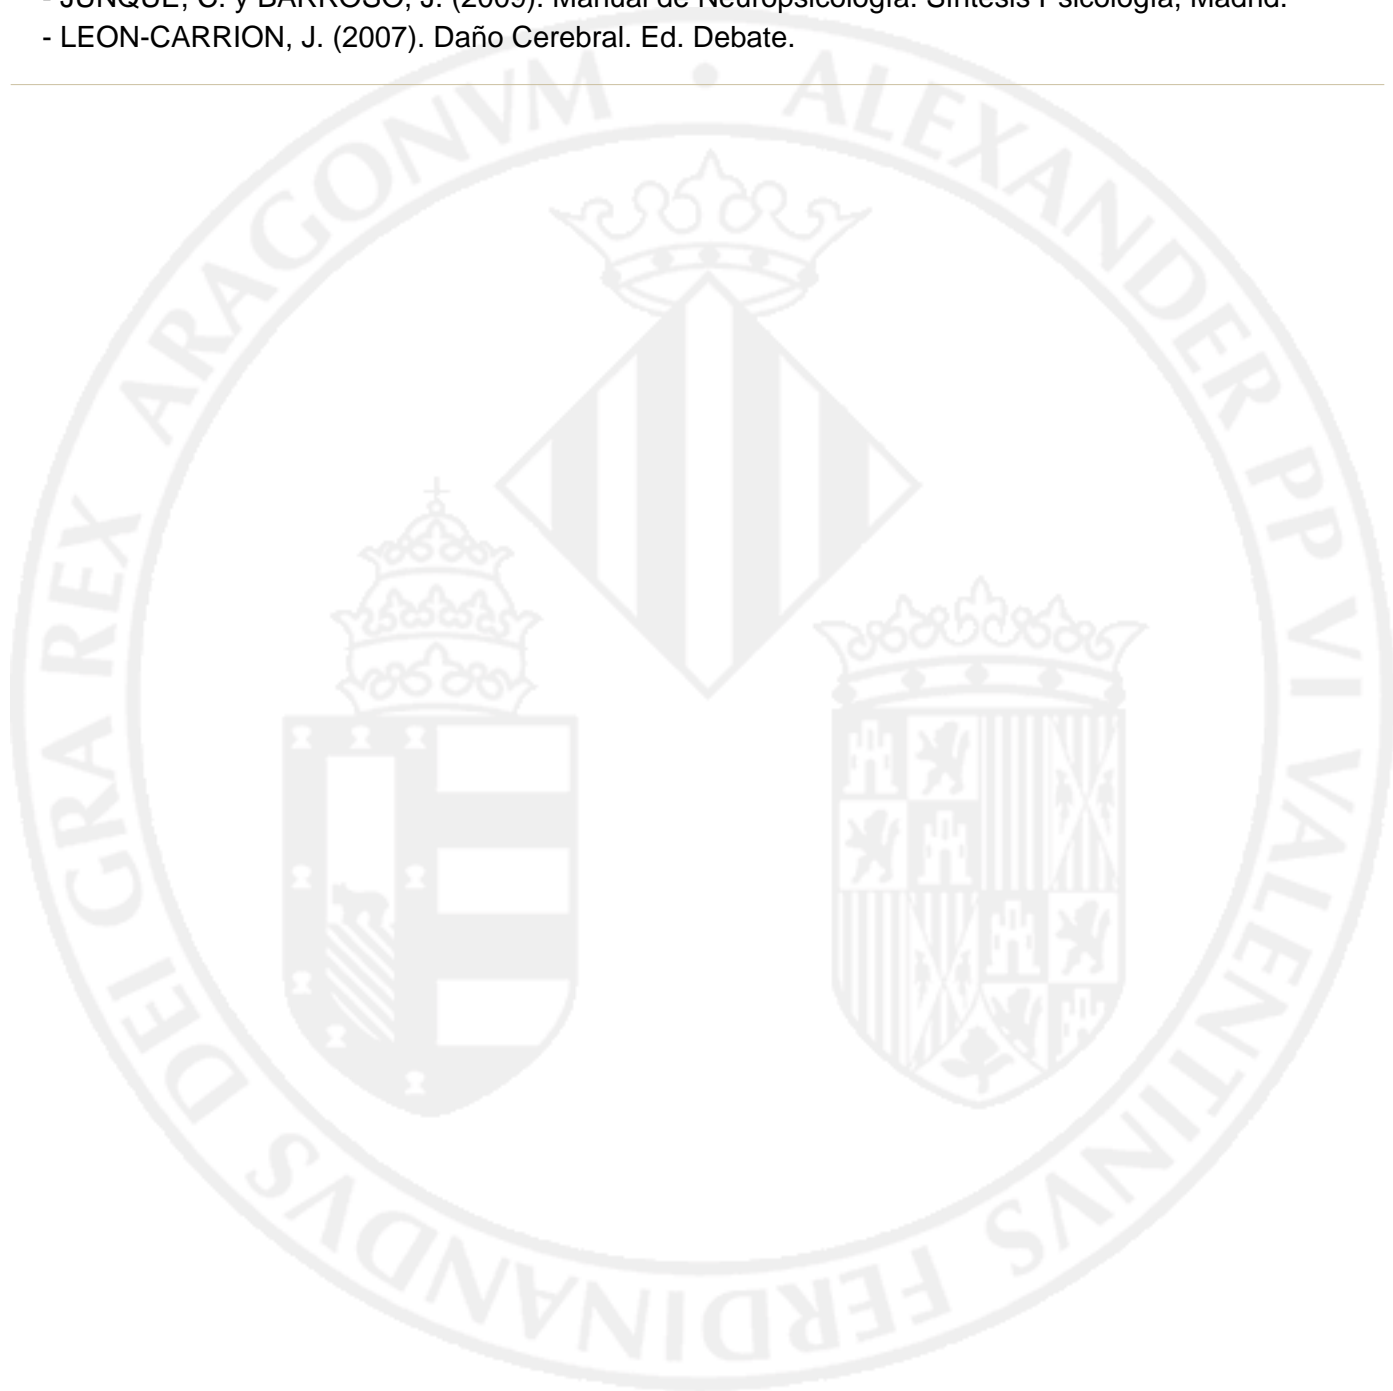 - JUNQUÉ, C. y BARROSO, J. (2009). Manual de Neuropsicología. Síntesis Psicología, Madrid.
- LEON-CARRION, J. (2007). Daño Cerebral. Ed. Debate.
ALEXANDER PP VI VALENTINVS FERDINANDVS DEI GRA REX ARAGONVM